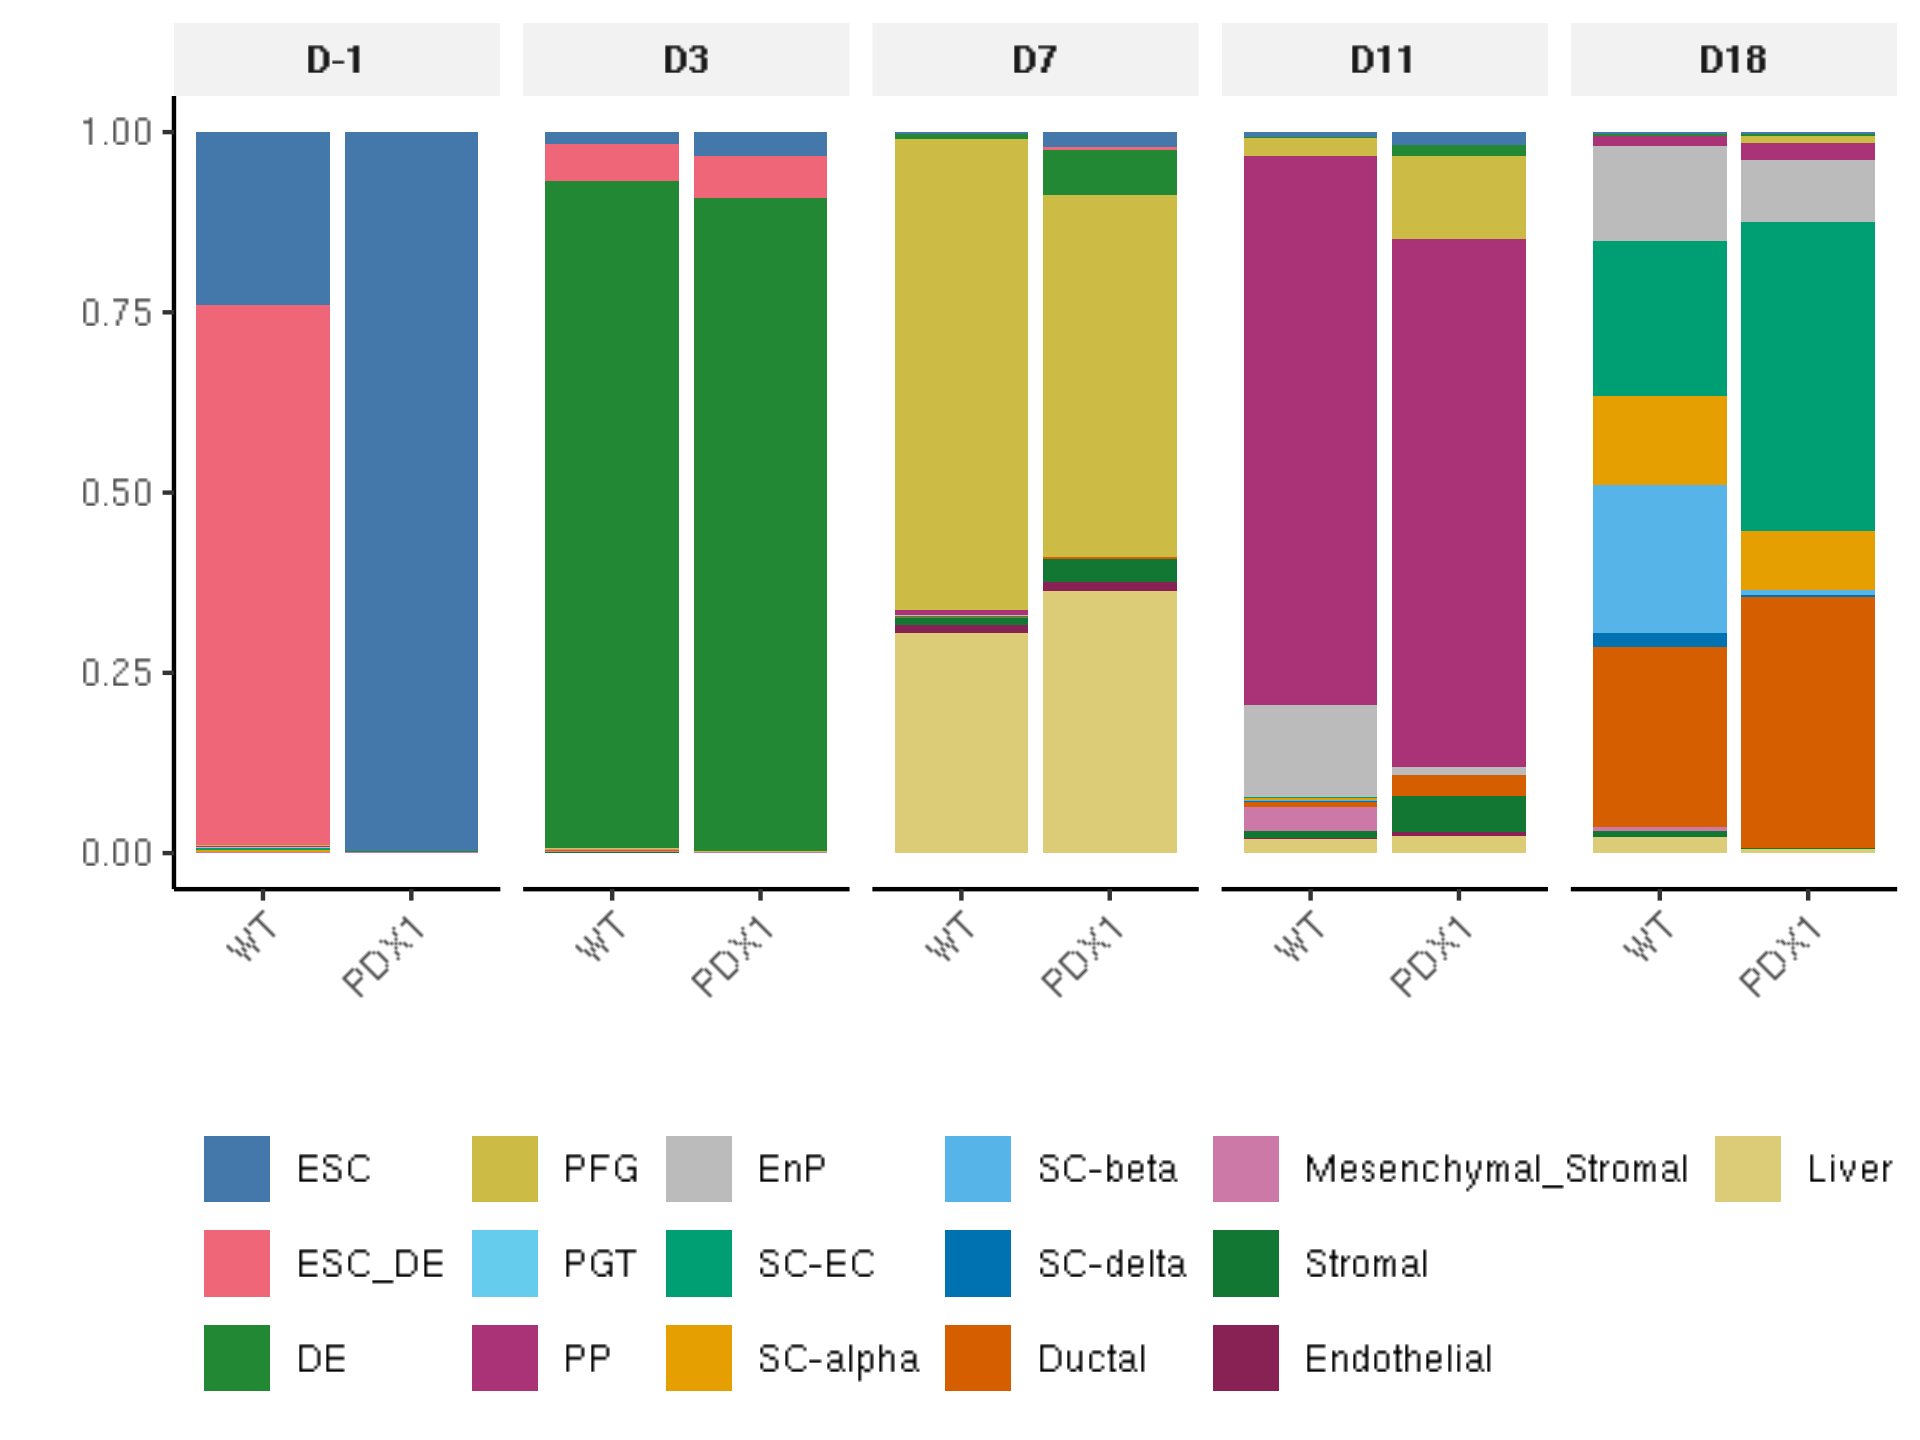 D-1 D3 D7 D11 D18
1.00
0.75
0.50
0.25
0.00
WT PDX1 WT PDX1 WT PDX1 WT PDX1 WT PDX1
ESC PFG EnP SC-beta Mesenchymal_Stromal Liver
ESC_DE PGT SC-EC SC-delta Stromal
DE PP SC-alpha Ductal Endothelial